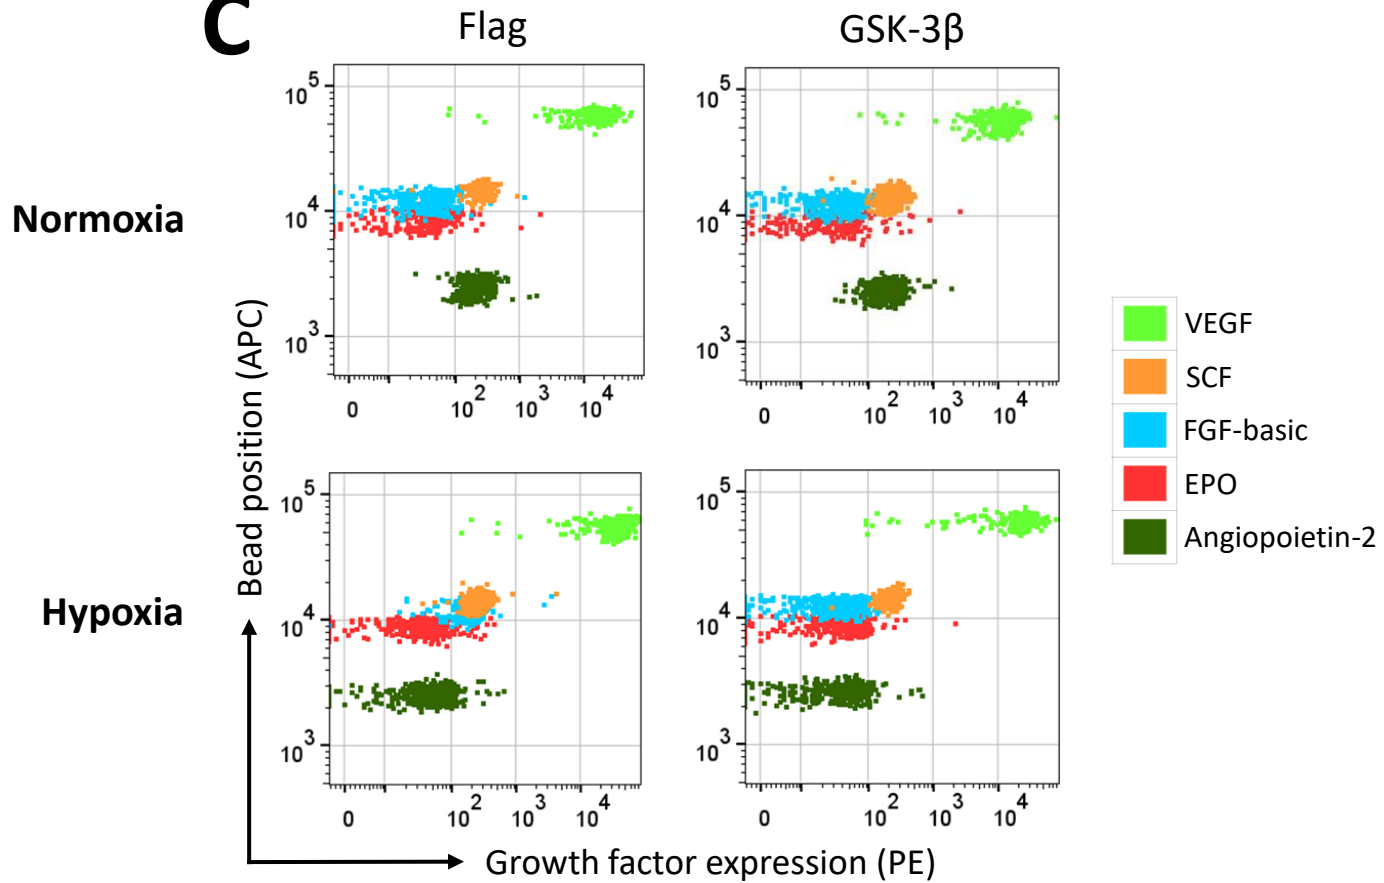 C
Flag
GSK-3β
Normoxia
10^5
10^4
10^3
0
10^2
10^3
10^4
10^5
10^4
10^3
0
10^2
10^3
10^4
Hypoxia
10^5
10^4
10^3
0
10^2
10^3
10^4
10^5
10^4
10^3
0
10^2
10^3
10^4
Bead position (APC)
Growth factor expression (PE)
VEGF
SCF
FGF-basic
EPO
Angiopoietin-2